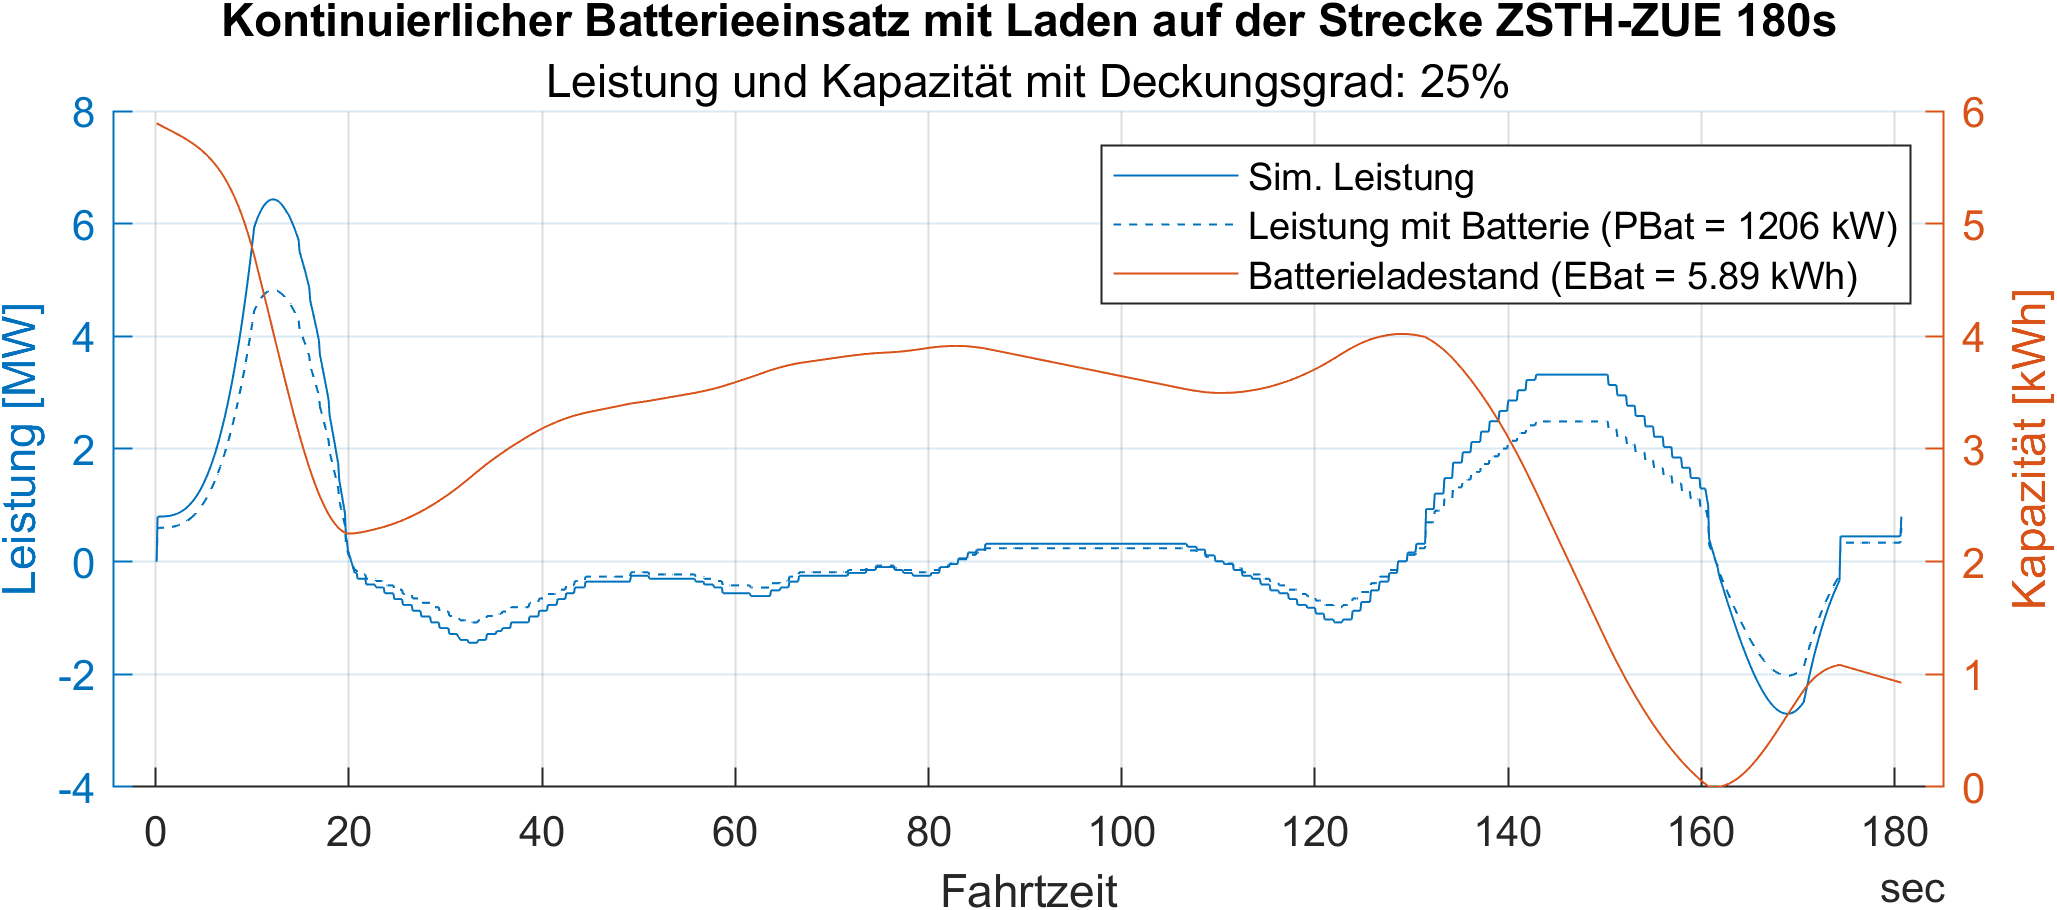 Kontinuierlicher Batterieeinsatz mit Laden auf der Strecke ZSTH-ZUE 180s
Leistung und Kapazität mit Deckungsgrad: 25%
8
6
4
2
0
-2
-4
Leistung [MW]
Sim. Leistung
Leistung mit Batterie (PBat = 1206 kW)
Batterieladestand (EBat = 5.89 kWh)
6
5
4
3
2
1
0
Kapazität [kWh]
0 20 40 60 80 100 120 140 160 180
Fahrtzeit
sec